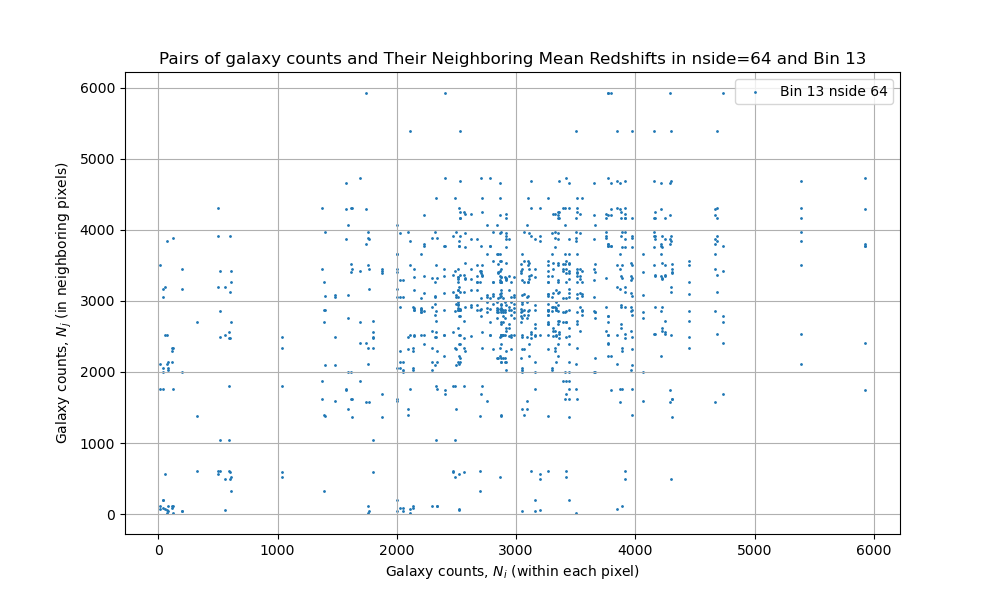 Pairs of galaxy counts and Their Neighboring Mean Redshifts in nside=64 and Bin 13
Bin 13 nside 64
Galaxy counts, N_j (in neighboring pixels)
6000
5000
4000
3000
2000
1000
0
0 1000 2000 3000 4000 5000 6000
Galaxy counts, N_i (within each pixel)